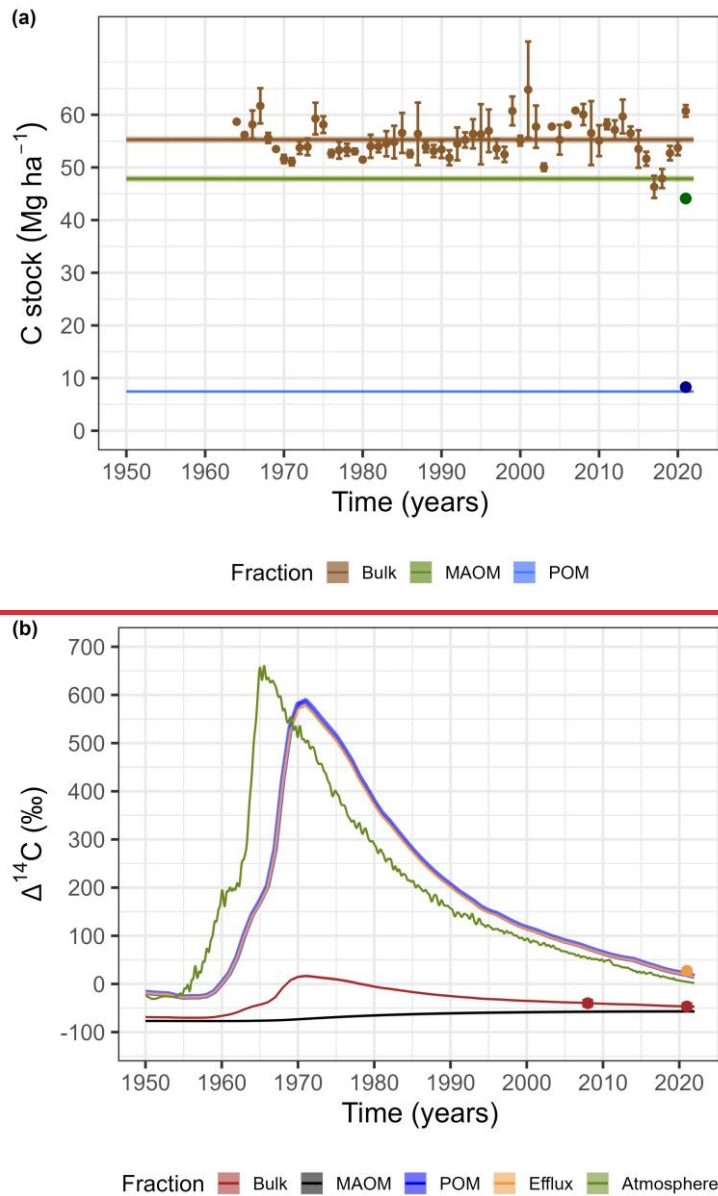 (a)
C stock (Mg ha⁻¹)
60
50
40
30
20
10
0
1950 1960 1970 1980 1990 2000 2010 2020
Time (years)
Fraction Bulk MAOM POM
(b)
Δ¹⁴C (‰)
700
600
500
400
300
200
100
0
-100
1950 1960 1970 1980 1990 2000 2010 2020
Time (years)
Fraction Bulk MAOM POM Efflux Atmosphere